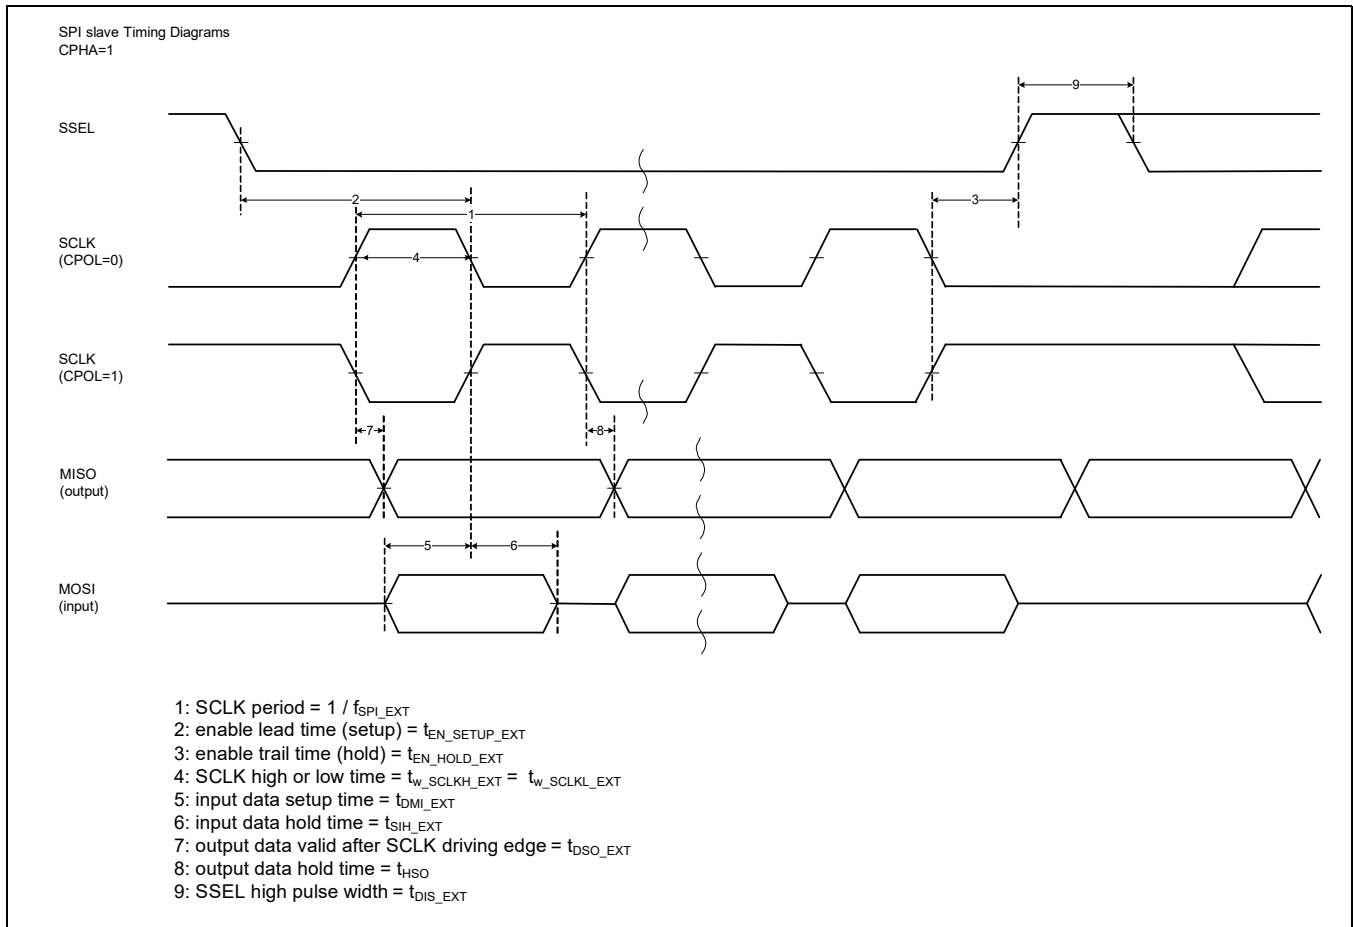 SPI slave Timing Diagrams
CPHA=1
9
SSEL
2
3
1
SCLK
(CPOL=0)
4
SCLK
(CPOL=1)
7
8
MISO
(output)
5
6
MOSI
(input)
1: SCLK period = 1 / fSPI_EXT
2: enable lead time (setup) = tEN_SETUP_EXT
3: enable trail time (hold) = tEN_HOLD_EXT
4: SCLK high or low time = tw_SCLKH_EXT = tw_SCLKL_EXT
5: input data setup time = tDMI_EXT
6: input data hold time = tSIH_EXT
7: output data valid after SCLK driving edge = tDSO_EXT
8: output data hold time = tHSO
9: SSEL high pulse width = tDIS_EXT